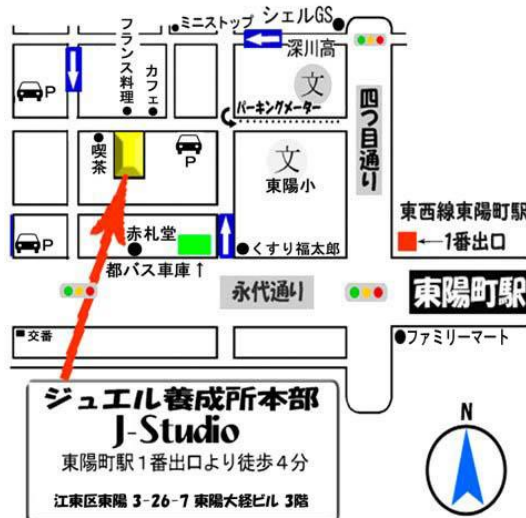 ミニストップ
シェルGS
深川高
文
フランス料理
カフェ
P
パーキングメーター
四つ目通り
喫茶
P
文
東陽小
東西線東陽町駅
1番出口
P
赤札堂
くすり福太郎
都バス車庫↑
永代通り
東陽町駅
交番
ファミリーマート
ジュエル養成所本部
J-Studio
東陽町駅1番出口より徒歩4分
江東区東陽 3-26-7 東陽大経ビル 3階
N